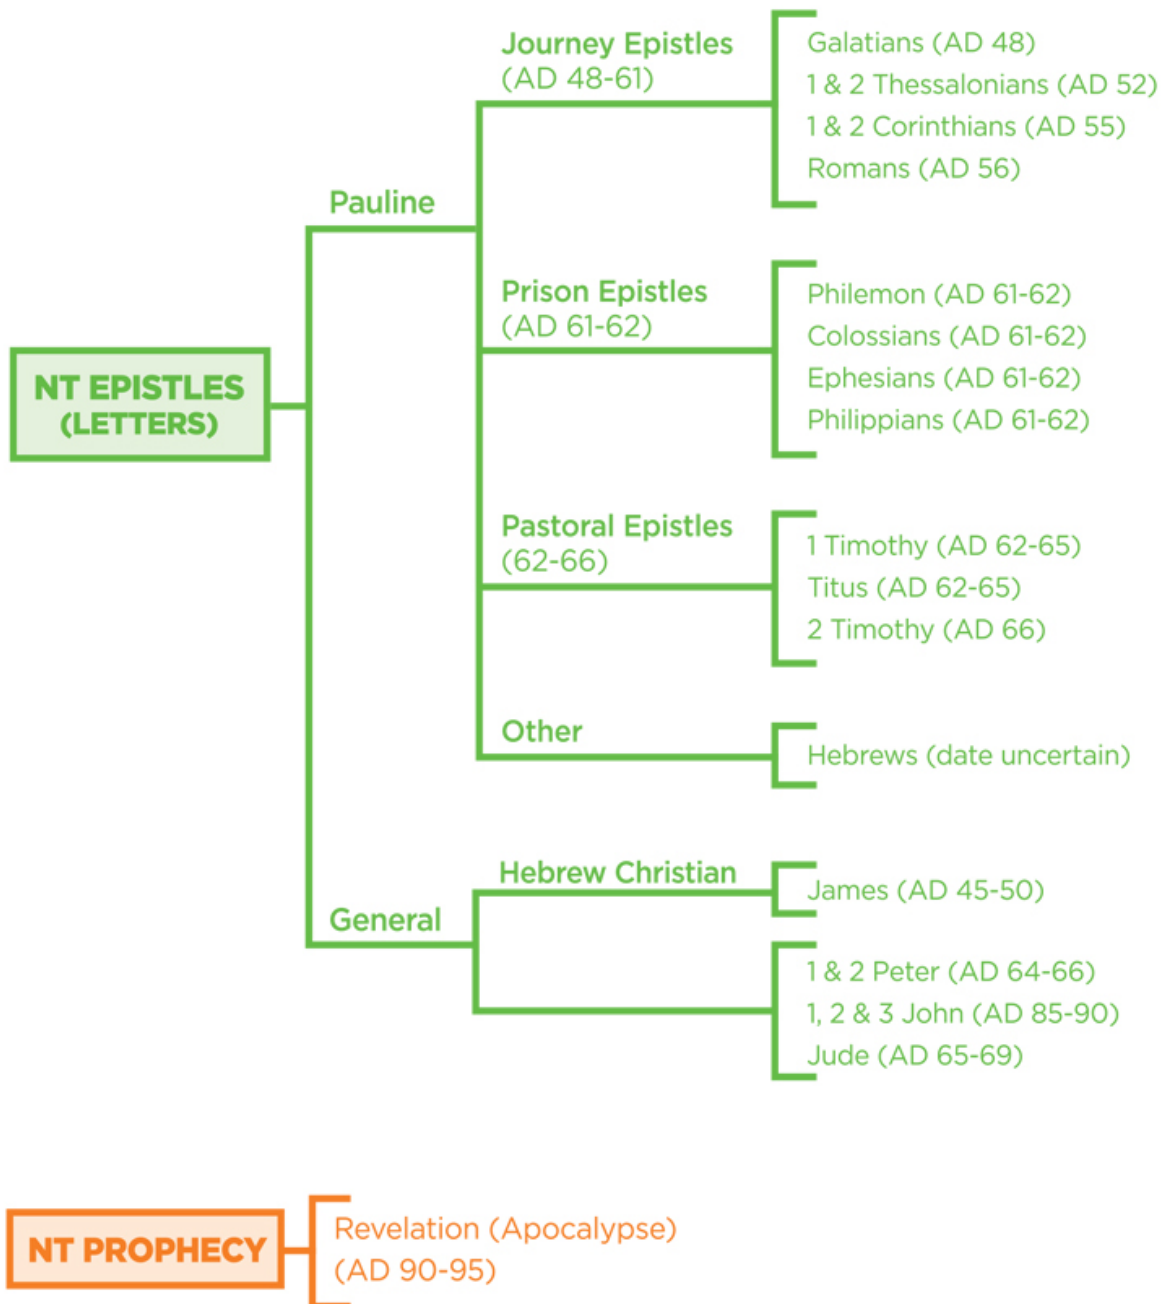 Journey Epistles
(AD 48-61)
Galatians (AD 48)
1 & 2 Thessalonians (AD 52)
1 & 2 Corinthians (AD 55)
Romans (AD 56)
Pauline
Prison Epistles
(AD 61-62)
Philemon (AD 61-62)
Colossians (AD 61-62)
Ephesians (AD 61-62)
Philippians (AD 61-62)
NT EPISTLES
(LETTERS)
Pastoral Epistles
(62-66)
1 Timothy (AD 62-65)
Titus (AD 62-65)
2 Timothy (AD 66)
Other
Hebrews (date uncertain)
Hebrew Christian
James (AD 45-50)
General
1 & 2 Peter (AD 64-66)
1, 2 & 3 John (AD 85-90)
Jude (AD 65-69)
NT PROPHECY
Revelation (Apocalypse)
(AD 90-95)